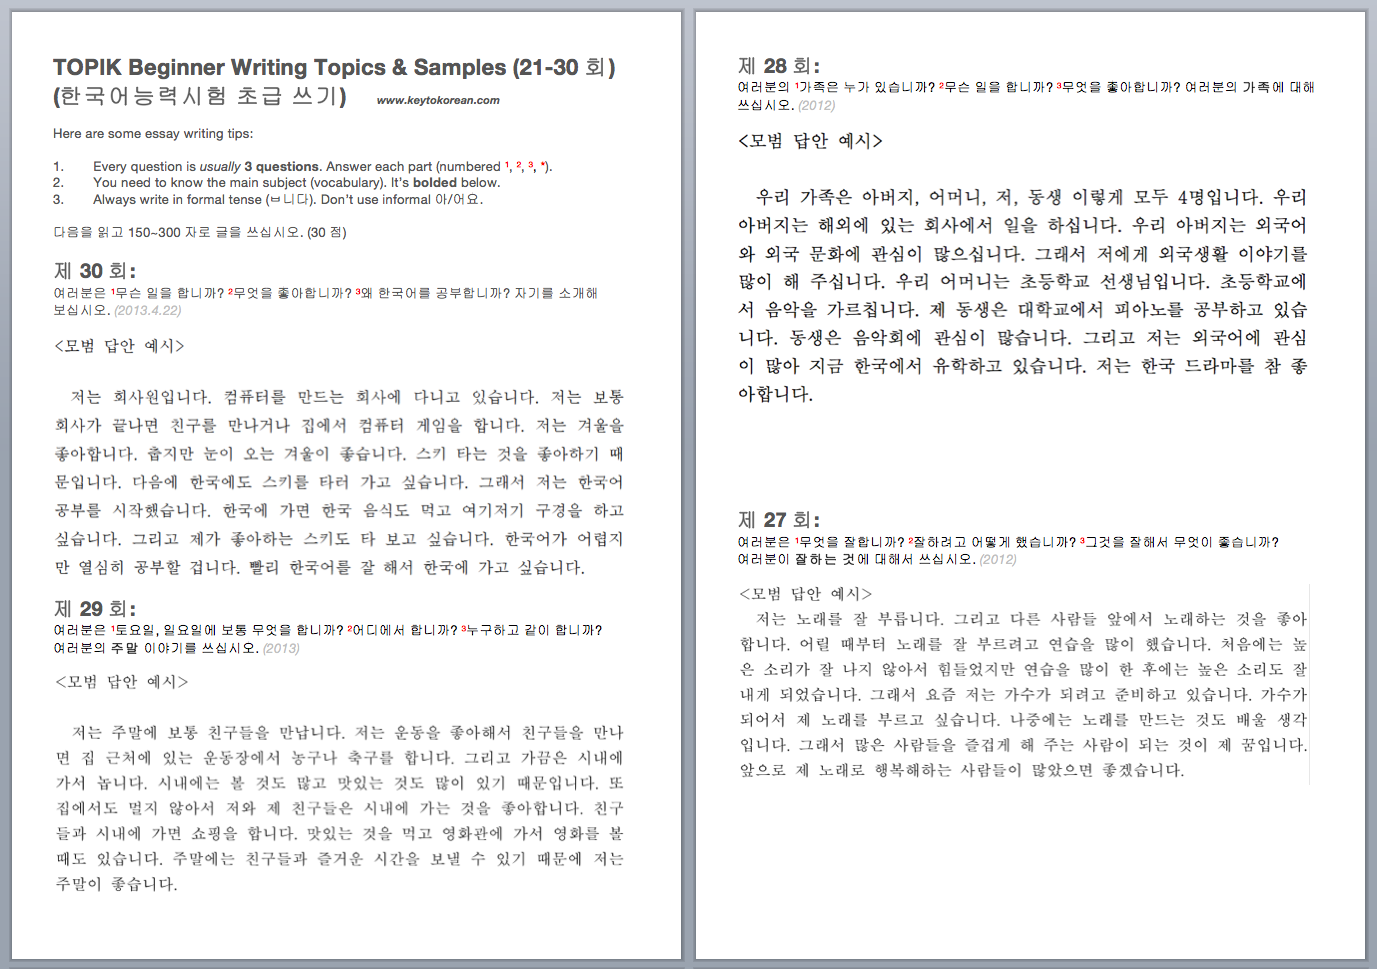 TOPIK Beginner Writing Topics & Samples (21-30 회)
(한국어능력시험 초급 쓰기) www.keytokorean.com
Here are some essay writing tips:
1. Every question is usually 3 questions. Answer each part (numbered ¹, ², ³, *).
2. You need to know the main subject (vocabulary). It's bolded below.
3. Always write in formal tense (ㅂ니다). Don't use informal 아/어요.
다음을 읽고 150~300 자로 글을 쓰십시오. (30 점)
제 30 회:
여러분은 ¹무슨 일을 합니까? ²무엇을 좋아합니까? ³왜 한국어를 공부합니까? 자기를 소개해
보십시오. (2013.4.22)
<모범 답안 예시>
저는 회사원입니다. 컴퓨터를 만드는 회사에 다니고 있습니다. 저는 보통
회사가 끝나면 친구를 만나거나 집에서 컴퓨터 게임을 합니다. 저는 겨울을
좋아합니다. 춥지만 눈이 오는 겨울이 좋습니다. 스키 타는 것을 좋아하기 때
문입니다. 다음에 한국에도 스키를 타러 가고 싶습니다. 그래서 저는 한국어
공부를 시작했습니다. 한국에 가면 한국 음식도 먹고 여기저기 구경을 하고
싶습니다. 그리고 제가 좋아하는 스키도 타 보고 싶습니다. 한국어가 어렵지
만 열심히 공부할 겁니다. 빨리 한국어를 잘 해서 한국에 가고 싶습니다.
제 29 회:
여러분은 ¹토요일, 일요일에 보통 무엇을 합니까? ²어디에서 합니까? ³누구하고 같이 합니까?
여러분의 주말 이야기를 쓰십시오. (2013)
<모범 답안 예시>
저는 주말에 보통 친구들을 만납니다. 저는 운동을 좋아해서 친구들을 만나
면 집 근처에 있는 운동장에서 농구나 축구를 합니다. 그리고 가끔은 시내에
가서 놉니다. 시내에는 볼 것도 많고 맛있는 것도 많이 있기 때문입니다. 또
집에서도 멀지 않아서 저와 제 친구들은 시내에 가는 것을 좋아합니다. 친구
들과 시내에 가면 쇼핑을 합니다. 맛있는 것을 먹고 영화관에 가서 영화를 볼
때도 있습니다. 주말에는 친구들과 즐거운 시간을 보낼 수 있기 때문에 저는
주말이 좋습니다.
제 28 회:
여러분의 ¹가족은 누가 있습니까? ²무슨 일을 합니까? ³무엇을 좋아합니까? 여러분의 가족에 대해
쓰십시오. (2012)
<모범 답안 예시>
우리 가족은 아버지, 어머니, 저, 동생 이렇게 모두 4명입니다. 우리
아버지는 해외에 있는 회사에서 일을 하십니다. 우리 아버지는 외국어
와 외국 문화에 관심이 많으십니다. 그래서 저에게 외국생활 이야기를
많이 해 주십니다. 우리 어머니는 초등학교 선생님입니다. 초등학교에
서 음악을 가르칩니다. 제 동생은 대학교에서 피아노를 공부하고 있습
니다. 동생은 음악회에 관심이 많습니다. 그리고 저는 외국어에 관심
이 많아 지금 한국에서 유학하고 있습니다. 저는 한국 드라마를 참 좋
아합니다.
제 27 회:
여러분은 ¹무엇을 잘합니까? ²잘하려고 어떻게 했습니까? ³그것을 잘해서 무엇이 좋습니까?
여러분이 잘하는 것에 대해서 쓰십시오. (2012)
<모범 답안 예시>
저는 노래를 잘 부릅니다. 그리고 다른 사람들 앞에서 노래하는 것을 좋아
합니다. 어릴 때부터 노래를 잘 부르려고 연습을 많이 했습니다. 처음에는 높
은 소리가 잘 나지 않아서 힘들었지만 연습을 많이 한 후에는 높은 소리도 잘
내게 되었습니다. 그래서 요즘 저는 가수가 되려고 준비하고 있습니다. 가수가
되어서 제 노래를 부르고 싶습니다. 나중에는 노래를 만드는 것도 배울 생각
입니다. 그래서 많은 사람들을 즐겁게 해 주는 사람이 되는 것이 제 꿈입니다.
앞으로 제 노래로 행복해하는 사람들이 많았으면 좋겠습니다.